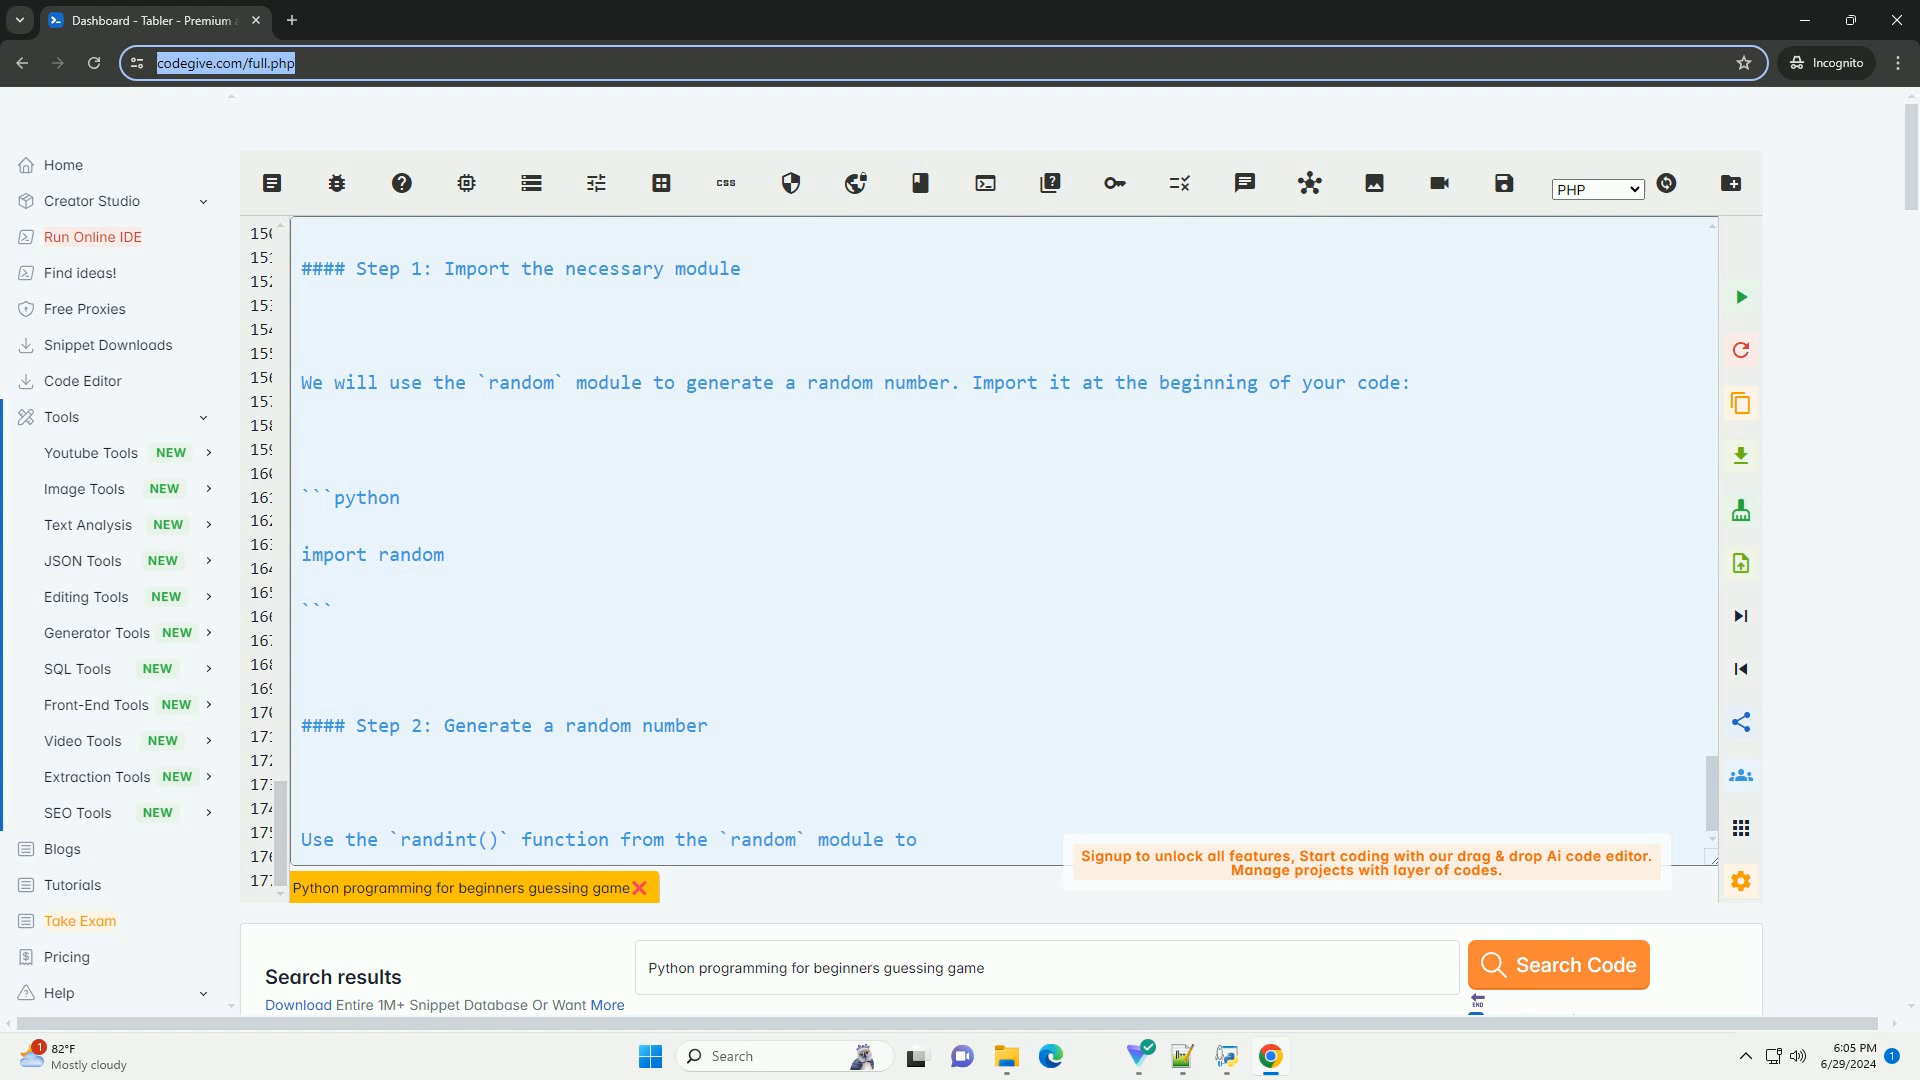 Dashboard - Tabler - Premium
codegive.com/full.php
Incognito
Home
Creator Studio
Run Online IDE
Find ideas!
Free Proxies
Snippet Downloads
Code Editor
Tools
Youtube Tools NEW
Image Tools NEW
Text Analysis NEW
JSON Tools NEW
Editing Tools NEW
Generator Tools NEW
SQL Tools NEW
Front-End Tools NEW
Video Tools NEW
Extraction Tools NEW
SEO Tools NEW
Blogs
Tutorials
Take Exam
Pricing
Help
css
PHP
#### Step 1: Import the necessary module
We will use the `random` module to generate a random number. Import it at the beginning of your code:
```python
import random
```
#### Step 2: Generate a random number
Use the `randint()` function from the `random` module to
Signup to unlock all features, Start coding with our drag & drop Ai code editor.
Manage projects with layer of codes.
Python programming for beginners guessing game
Search results
Python programming for beginners guessing game
Search Code
Download Entire 1M+ Snippet Database Or Want More
END
1
82°F
Mostly cloudy
Search
6:05 PM
6/29/2024
1